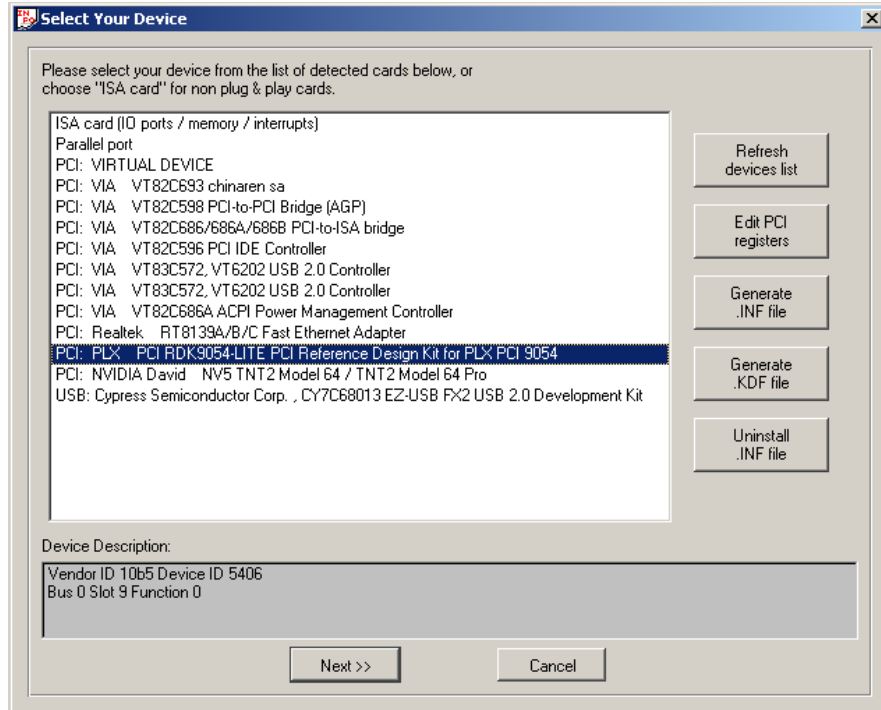 Select Your Device
Please select your device from the list of detected cards below, or
choose "ISA card" for non plug & play cards.
ISA card (IO ports / memory / interrupts)
Parallel port
PCI: VIRTUAL DEVICE
PCI: VIA VT82C693 chinaren sa
PCI: VIA VT82C598 PCI-to-PCI Bridge (AGP)
PCI: VIA VT82C686/686A/686B PCI-to-ISA bridge
PCI: VIA VT82C596 PCI IDE Controller
PCI: VIA VT83C572, VT6202 USB 2.0 Controller
PCI: VIA VT83C572, VT6202 USB 2.0 Controller
PCI: VIA VT82C686A ACPI Power Management Controller
PCI: Realtek RT8139A/B/C Fast Ethernet Adapter
PCI: PLX PCI RDK9054-LITE PCI Reference Design Kit for PLX PCI 9054
PCI: NVIDIA David NV5 TNT2 Model 64 / TNT2 Model 64 Pro
USB: Cypress Semiconductor Corp. , CY7C68013 EZ-USB FX2 USB 2.0 Development Kit
Refresh
devices list
Edit PCI
registers
Generate
.INF file
Generate
.KDF file
Uninstall
.INF file
Device Description:
Vendor ID 10b5 Device ID 5406
Bus 0 Slot 9 Function 0
Next >>
Cancel